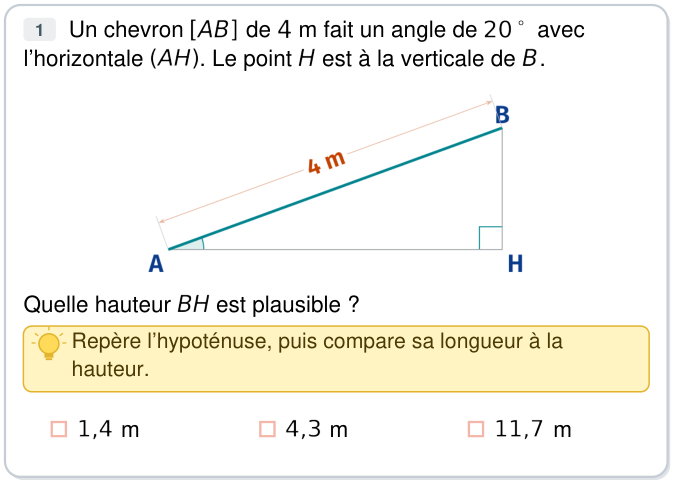 1 Un chevron [AB] de 4 m fait un angle de 20° avec
l'horizontale (AH). Le point H est à la verticale de B.
B
4 m
A
H
Quelle hauteur BH est plausible ?
Repère l'hypoténuse, puis compare sa longueur à la
hauteur.
□ 1,4 m □ 4,3 m □ 11,7 m